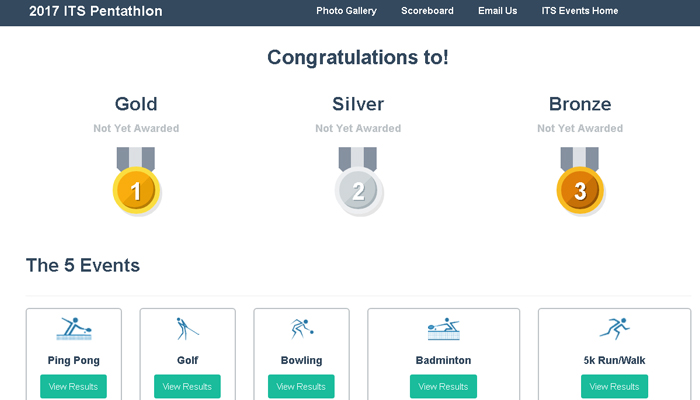 2017 ITS Pentathlon Photo Gallery Scoreboard Email Us ITS Events Home
Congratulations to!
Gold Silver Bronze
Not Yet Awarded Not Yet Awarded Not Yet Awarded
1 2 3
The 5 Events
Ping Pong Golf Bowling Badminton 5k Run/Walk
View Results View Results View Results View Results View Results